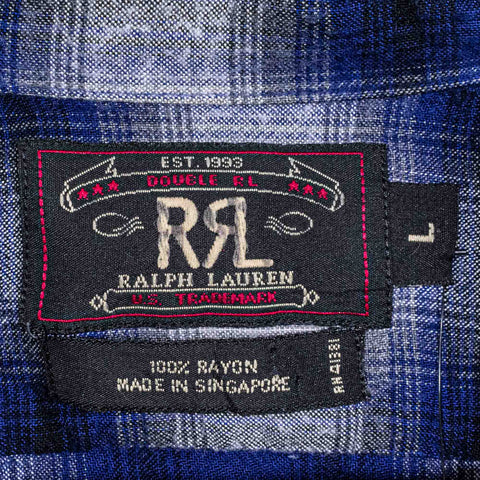 EST. 1993
DOUBLE RL
RRL
RALPH LAUREN
U.S. TRADEMARK
L
100% RAYON
MADE IN SINGAPORE
RN 41381